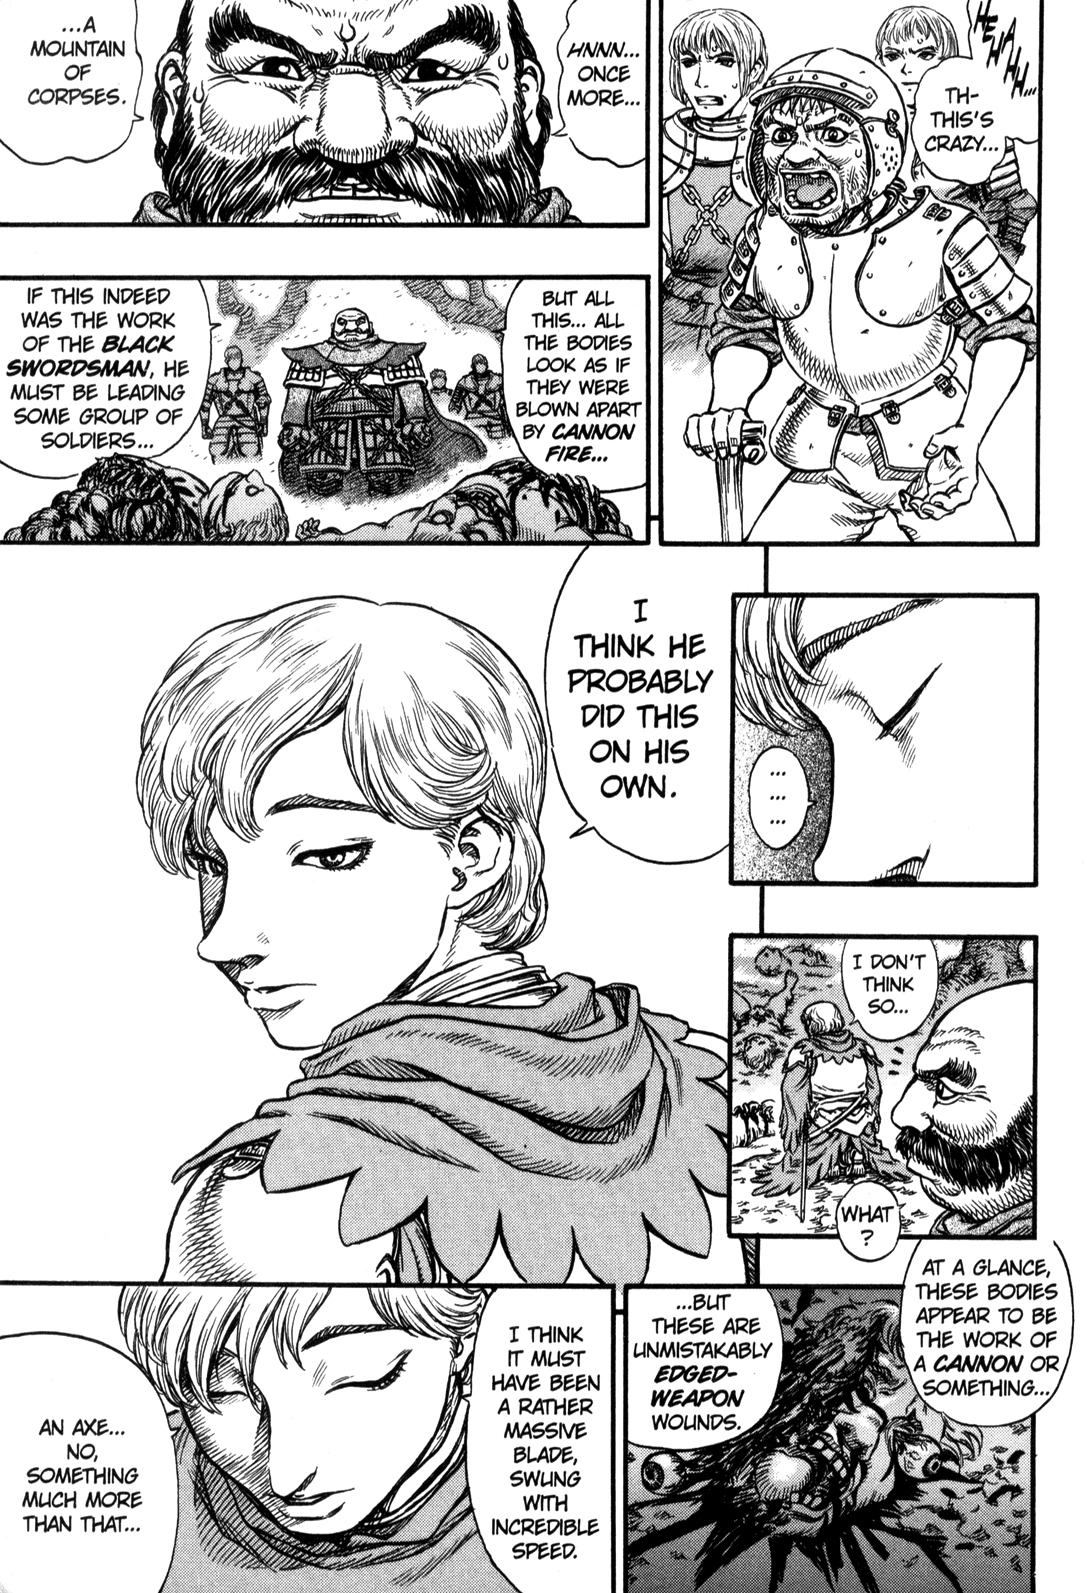 HEHAHH...
TH-
THIS'S
CRAZY...
HNNN...
ONCE
MORE...
...A
MOUNTAIN
OF
CORPSES.
BUT ALL
THIS... ALL
THE BODIES
LOOK AS IF
THEY WERE
BLOWN APART
BY CANNON
FIRE...
IF THIS INDEED
WAS THE WORK
OF THE BLACK
SWORDSMAN, HE
MUST BE LEADING
SOME GROUP OF
SOLDIERS...
...
...
...
I
THINK HE
PROBABLY
DID THIS
ON HIS
OWN.
I DON'T
THINK
SO...
WHAT
?
AT A GLANCE,
THESE BODIES
APPEAR TO BE
THE WORK OF
A CANNON OR
SOMETHING...
...BUT
THESE ARE
UNMISTAKABLY
EDGED-
WEAPON
WOUNDS.
I THINK
IT MUST
HAVE BEEN
A RATHER
MASSIVE
BLADE,
SWUNG
WITH
INCREDIBLE
SPEED.
AN AXE...
NO,
SOMETHING
MUCH MORE
THAN THAT...